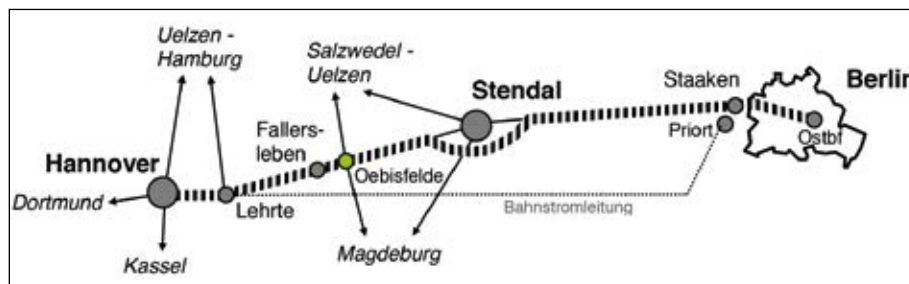 Uelzen -
Hamburg
Salzwedel -
Uelzen
Stendal
Staaken
Berlin
Fallers-
leben
Priort
Ostbf
Hannover
Oebisfelde
Dortmund
Lehrte
Bahnstromleitung
Kassel
Magdeburg